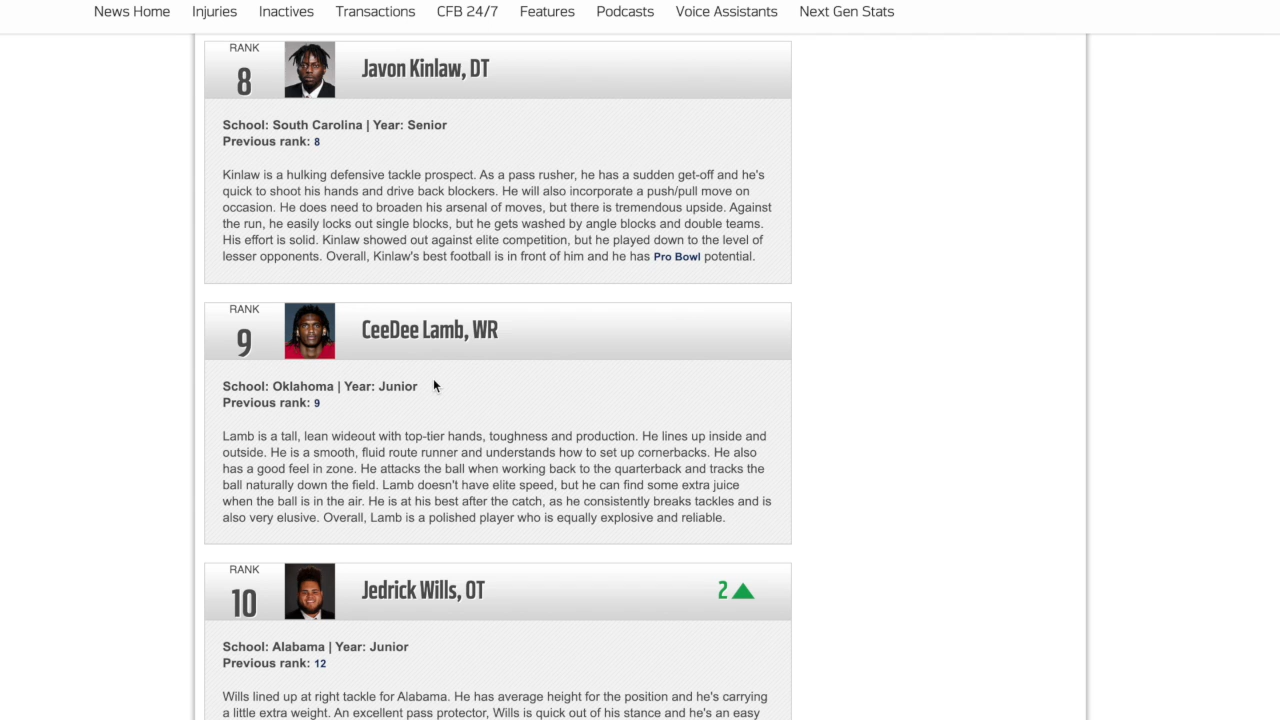 News Home Injuries Inactives Transactions CFB 24/7 Features Podcasts Voice Assistants Next Gen Stats
RANK
8
Javon Kinlaw, DT
School: South Carolina | Year: Senior
Previous rank: 8
Kinlaw is a hulking defensive tackle prospect. As a pass rusher, he has a sudden get-off and he's
quick to shoot his hands and drive back blockers. He will also incorporate a push/pull move on
occasion. He does need to broaden his arsenal of moves, but there is tremendous upside. Against
the run, he easily locks out single blocks, but he gets washed by angle blocks and double teams.
His effort is solid. Kinlaw showed out against elite competition, but he played down to the level of
lesser opponents. Overall, Kinlaw's best football is in front of him and he has Pro Bowl potential.
RANK
9
CeeDee Lamb, WR
School: Oklahoma | Year: Junior
Previous rank: 9
Lamb is a tall, lean wideout with top-tier hands, toughness and production. He lines up inside and
outside. He is a smooth, fluid route runner and understands how to set up cornerbacks. He also
has a good feel in zone. He attacks the ball when working back to the quarterback and tracks the
ball naturally down the field. Lamb doesn't have elite speed, but he can find some extra juice
when the ball is in the air. He is at his best after the catch, as he consistently breaks tackles and is
also very elusive. Overall, Lamb is a polished player who is equally explosive and reliable.
RANK
10
Jedrick Wills, OT
2
School: Alabama | Year: Junior
Previous rank: 12
Wills lined up at right tackle for Alabama. He has average height for the position and he's carrying
a little extra weight. An excellent pass protector, Wills is quick out of his stance and he's an easy